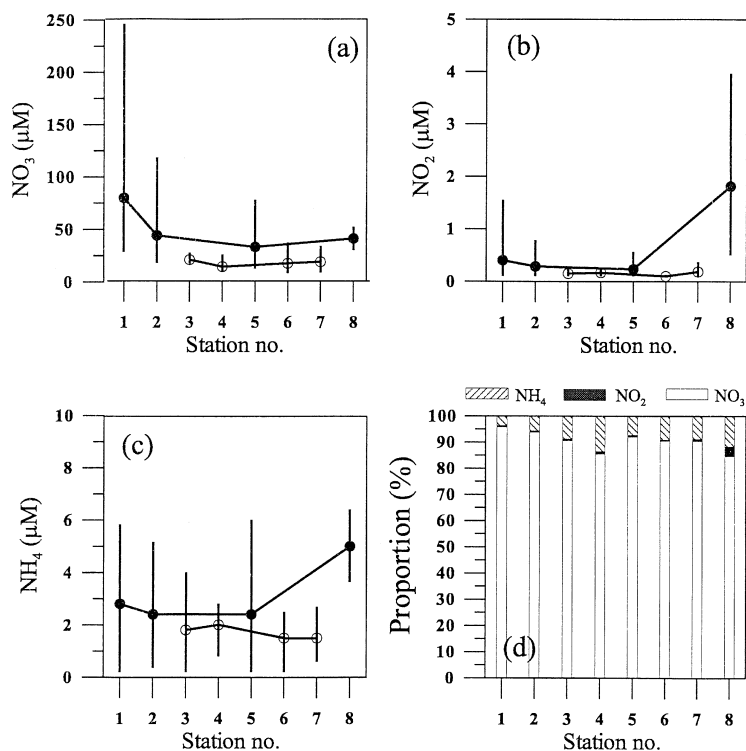 (a)
NO3 (μM)
250
200
150
100
50
0
1 2 3 4 5 6 7 8
Station no.
(b)
NO2 (μM)
5
4
3
2
1
0
1 2 3 4 5 6 7 8
Station no.
(c)
NH4 (μM)
10
8
6
4
2
0
1 2 3 4 5 6 7 8
Station no.
NH4 NO2 NO3
Proportion (%)
100
90
80
70
60
50
40
30
20
10
0
(d)
1 2 3 4 5 6 7 8
Station no.